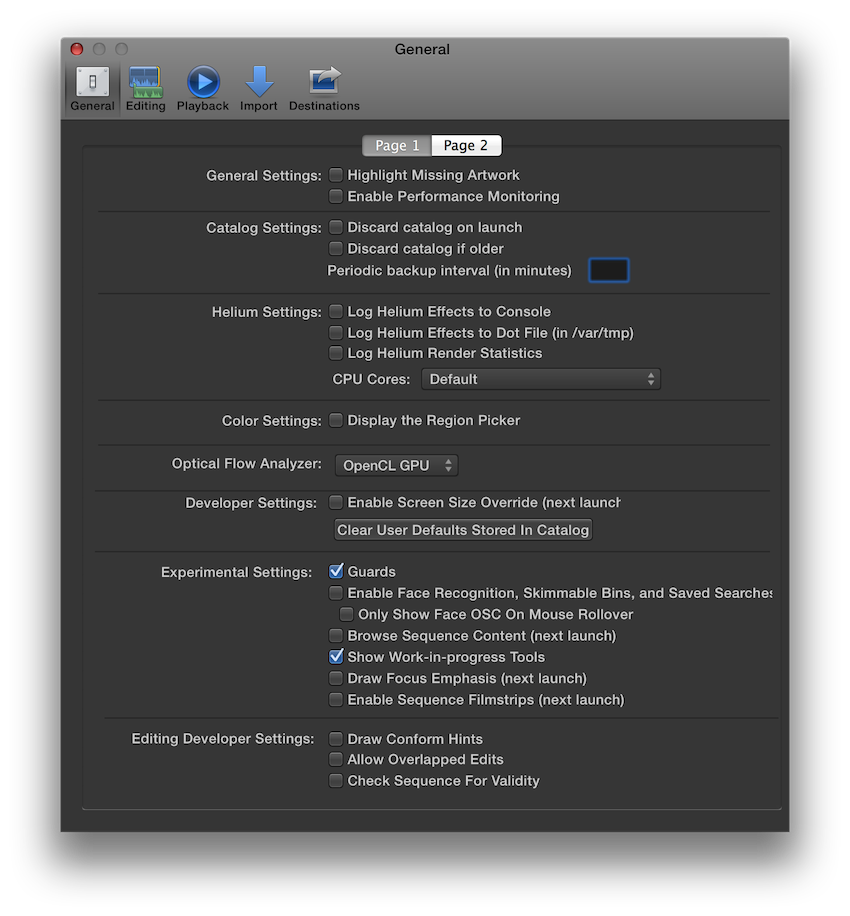 General
General Editing Playback Import Destinations
Page 1 Page 2
General Settings: Highlight Missing Artwork
Enable Performance Monitoring
Catalog Settings: Discard catalog on launch
Discard catalog if older
Periodic backup interval (in minutes)
Helium Settings: Log Helium Effects to Console
Log Helium Effects to Dot File (in /var/tmp)
Log Helium Render Statistics
CPU Cores: Default
Color Settings: Display the Region Picker
Optical Flow Analyzer: OpenCL GPU
Developer Settings: Enable Screen Size Override (next launch
Clear User Defaults Stored In Catalog
Experimental Settings: Guards
Enable Face Recognition, Skimmable Bins, and Saved Searches
Only Show Face OSC On Mouse Rollover
Browse Sequence Content (next launch)
Show Work-in-progress Tools
Draw Focus Emphasis (next launch)
Enable Sequence Filmstrips (next launch)
Editing Developer Settings: Draw Conform Hints
Allow Overlapped Edits
Check Sequence For Validity